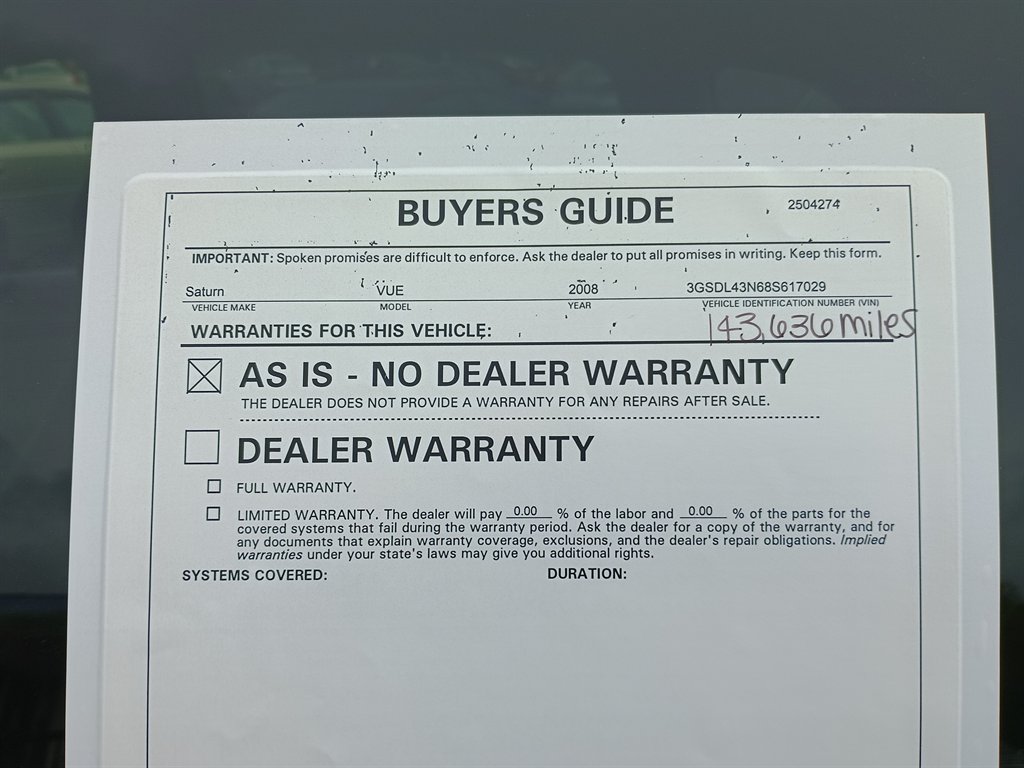 BUYERS GUIDE 2504274
IMPORTANT: Spoken promises are difficult to enforce. Ask the dealer to put all promises in writing. Keep this form.
Saturn VUE 2008 3GSDL43N68S617029
VEHICLE MAKE MODEL YEAR VEHICLE IDENTIFICATION NUMBER (VIN)
WARRANTIES FOR THIS VEHICLE: 143,636 miles
AS IS - NO DEALER WARRANTY
THE DEALER DOES NOT PROVIDE A WARRANTY FOR ANY REPAIRS AFTER SALE.
DEALER WARRANTY
FULL WARRANTY.
LIMITED WARRANTY. The dealer will pay 0.00 % of the labor and 0.00 % of the parts for the
covered systems that fail during the warranty period. Ask the dealer for a copy of the warranty, and for
any documents that explain warranty coverage, exclusions, and the dealer's repair obligations. Implied
warranties under your state's laws may give you additional rights.
SYSTEMS COVERED: DURATION: